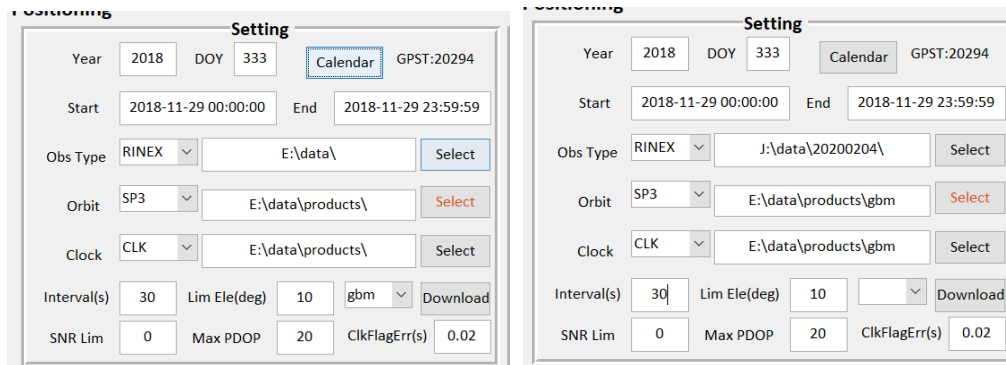 Positioning
Setting
Year 2018 DOY 333 Calendar GPST:20294
Start 2018-11-29 00:00:00 End 2018-11-29 23:59:59
Obs Type RINEX E:\data\ Select
Orbit SP3 E:\data\products\ Select
Clock CLK E:\data\products\ Select
Interval(s) 30 Lim Ele(deg) 10 gbm Download
SNR Lim 0 Max PDOP 20 ClkFlagErr(s) 0.02
Positioning
Setting
Year 2018 DOY 333 Calendar GPST:20294
Start 2018-11-29 00:00:00 End 2018-11-29 23:59:59
Obs Type RINEX J:\data\20200204\ Select
Orbit SP3 E:\data\products\gbm Select
Clock CLK E:\data\products\gbm Select
Interval(s) 30 Lim Ele(deg) 10 Download
SNR Lim 0 Max PDOP 20 ClkFlagErr(s) 0.02